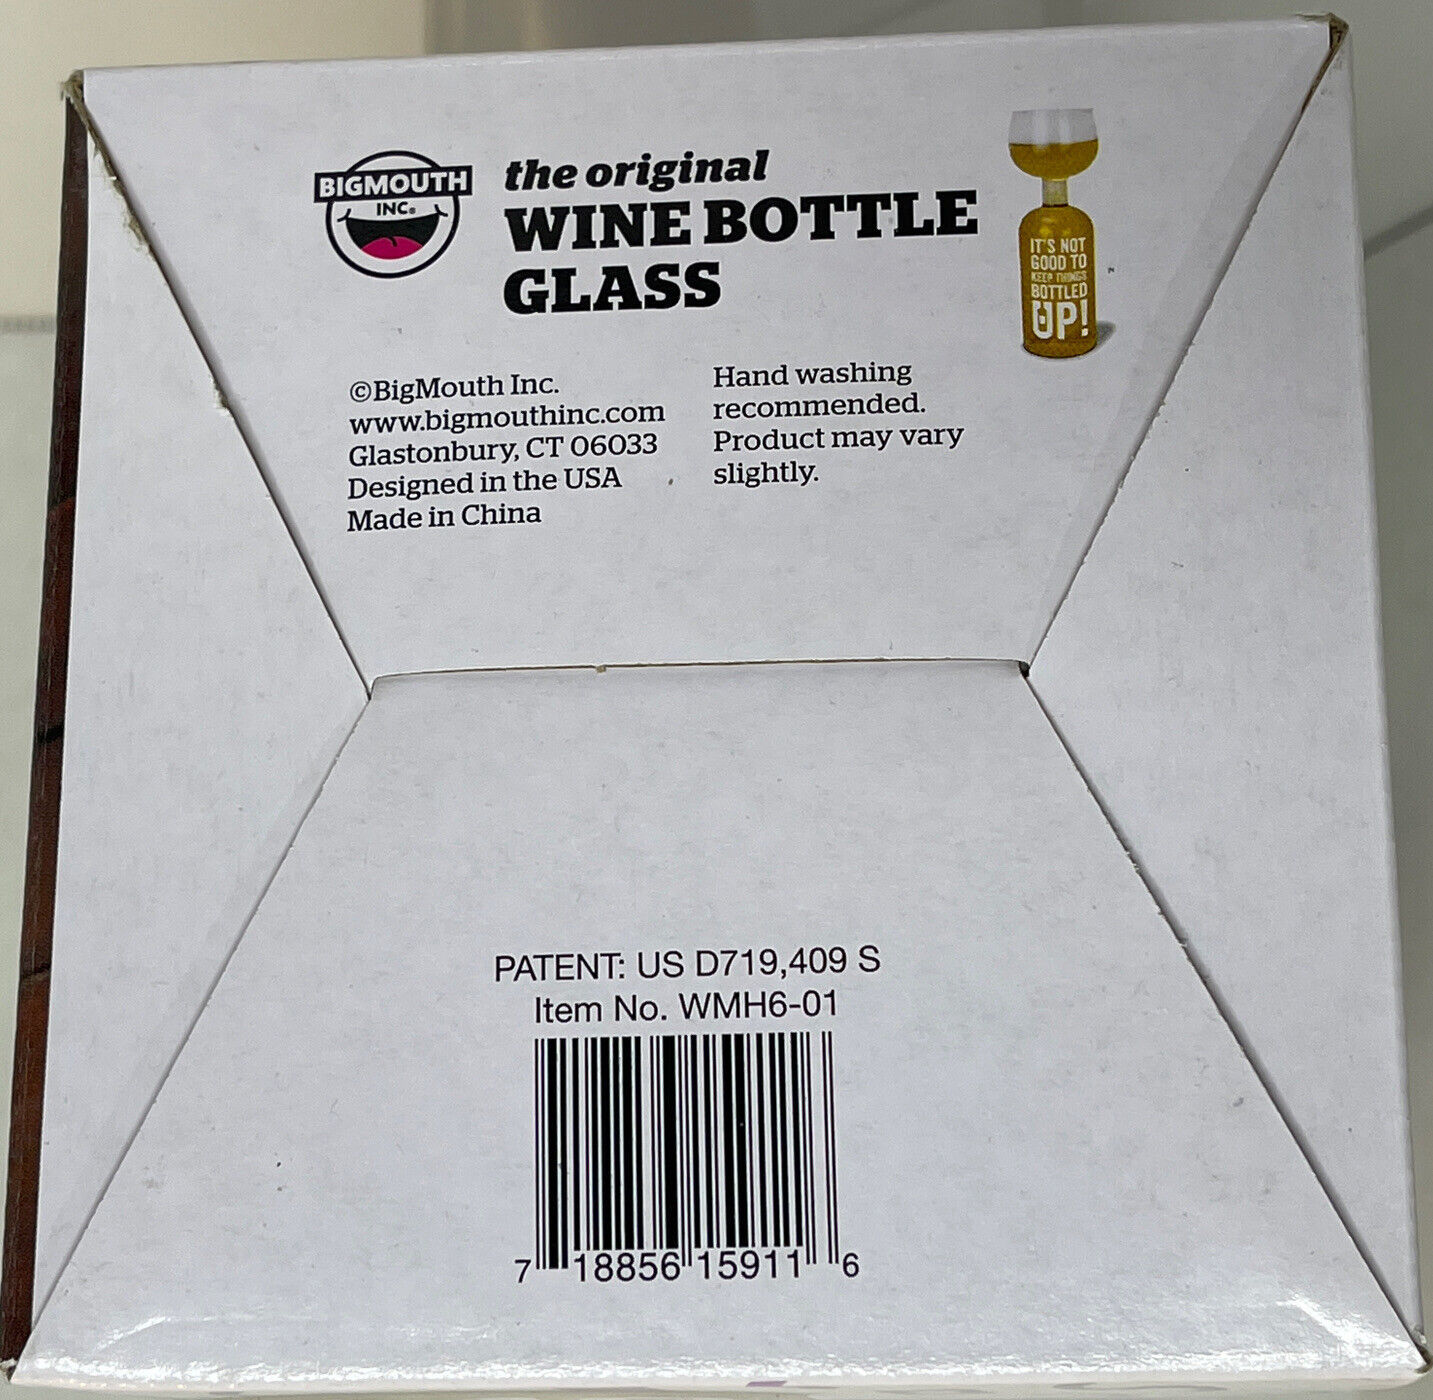 BIGMOUTH
INC®
the original
WINE BOTTLE
GLASS
IT'S NOT
GOOD TO
KEEP THINGS
BOTTLED
UP!
©BigMouth Inc.
www.bigmouthinc.com
Glastonbury, CT 06033
Designed in the USA
Made in China
Hand washing
recommended.
Product may vary
slightly.
PATENT: US D719,409 S
Item No. WMH6-01
7 18856 15911 6